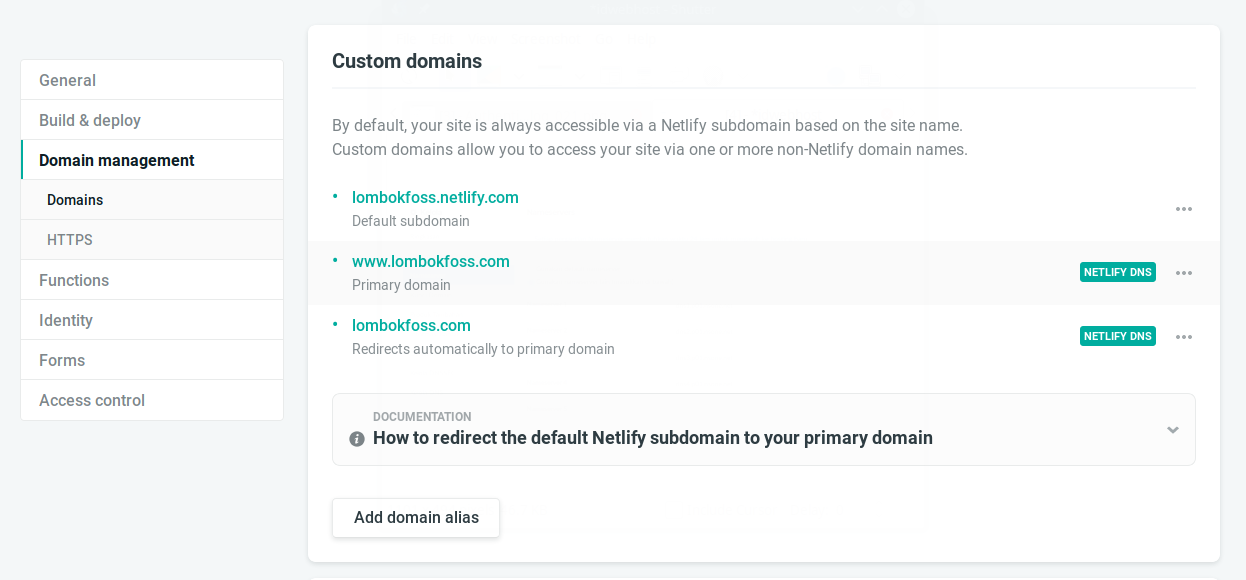 General
Build & deploy
Domain management
Domains
HTTPS
Functions
Identity
Forms
Access control
Custom domains
By default, your site is always accessible via a Netlify subdomain based on the site name.
Custom domains allow you to access your site via one or more non-Netlify domain names.
• lombokfoss.netlify.com
Default subdomain
• www.lombokfoss.com
Primary domain
NETLIFY DNS
• lombokfoss.com
Redirects automatically to primary domain
NETLIFY DNS
DOCUMENTATION
How to redirect the default Netlify subdomain to your primary domain
Add domain alias